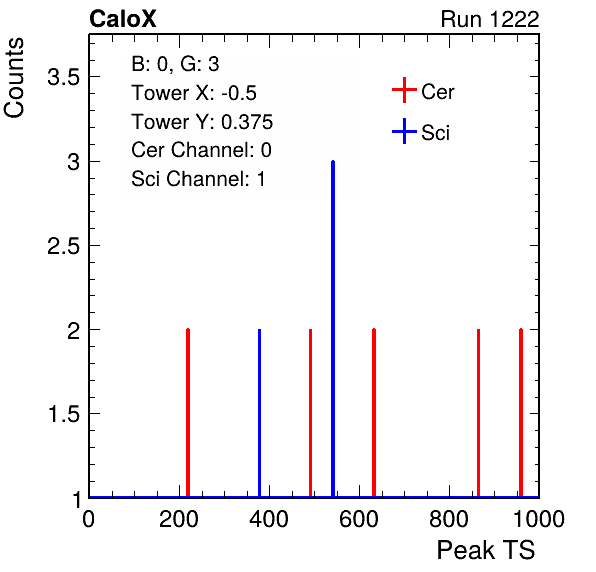 CaloX Run 1222
Counts
B: 0, G: 3
Tower X: -0.5
Tower Y: 0.375
Cer Channel: 0
Sci Channel: 1
Cer
Sci
3.5
3
2.5
2
1.5
1
0 200 400 600 800 1000
Peak TS